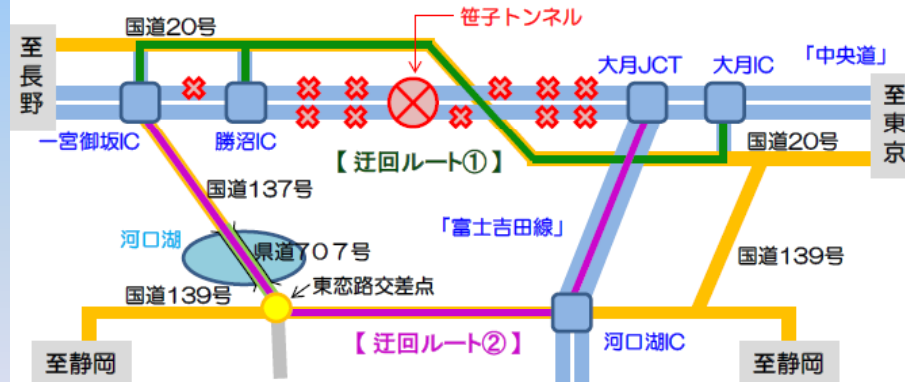 笹子トンネル
国道20号
至長野
大月JCT
大月IC
「中央道」
至東京
一宮御坂IC
勝沼IC
【 迂回ルート① 】
国道20号
国道137号
河口湖
県道707号
「富士吉田線」
国道139号
国道139号
東恋路交差点
【 迂回ルート② 】
河口湖IC
至静岡
至静岡